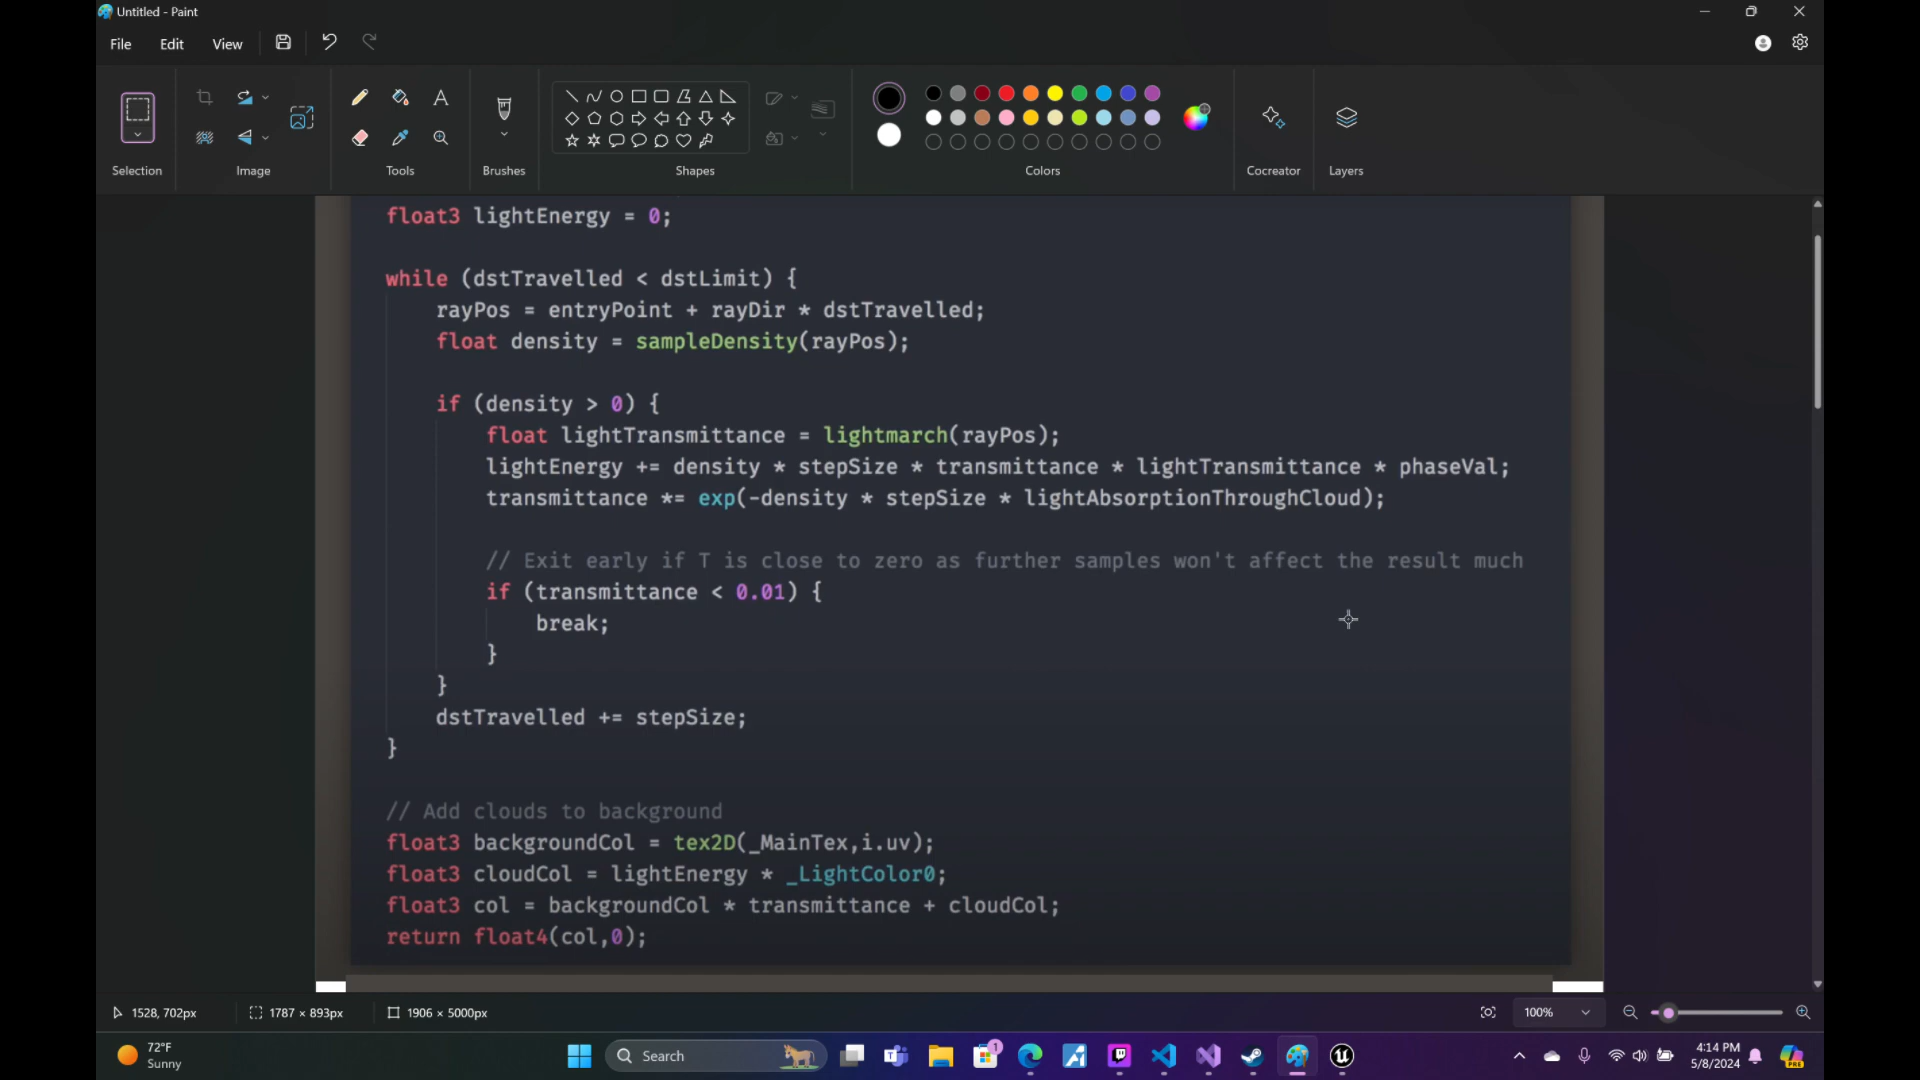 Untitled - Paint
File Edit View
Selection Image Tools Brushes Shapes Colors Cocreator Layers
float3 lightEnergy = 0;
while (dstTravelled < dstLimit) {
rayPos = entryPoint + rayDir * dstTravelled;
float density = sampleDensity(rayPos);
if (density > 0) {
float lightTransmittance = lightmarch(rayPos);
lightEnergy += density * stepSize * transmittance * lightTransmittance * phaseVal;
transmittance *= exp(-density * stepSize * lightAbsorptionThroughCloud);
// Exit early if T is close to zero as further samples won't affect the result much
if (transmittance < 0.01) {
break;
}
}
dstTravelled += stepSize;
}
// Add clouds to background
float3 backgroundCol = tex2D(_MainTex,i.uv);
float3 cloudCol = lightEnergy * _LightColor0;
float3 col = backgroundCol * transmittance + cloudCol;
return float4(col,0);
1528, 702px 1787 × 893px 1906 × 5000px 100%
72°F
Sunny
Search
1
4:14 PM
5/8/2024
PRE